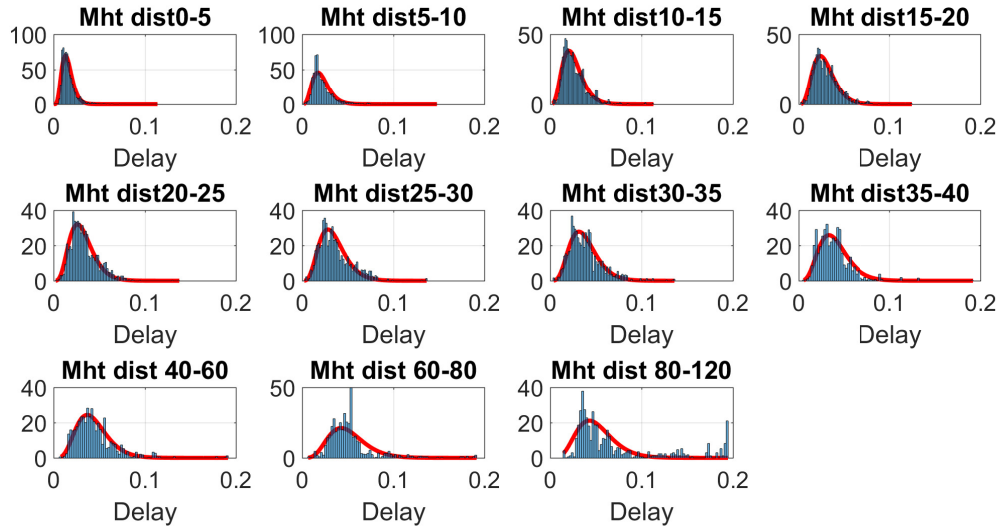 Mht dist0-5 Mht dist5-10 Mht dist10-15 Mht dist15-20
100 100 50 50
50 50
0 0 0 0
0 0.1 0.2 0 0.1 0.2 0 0.1 0.2 0 0.1 0.2
Delay Delay Delay Delay
Mht dist20-25 Mht dist25-30 Mht dist30-35 Mht dist35-40
40 40 40 40
20 20 20 20
0 0 0 0
0 0.1 0.2 0 0.1 0.2 0 0.1 0.2 0 0.1 0.2
Delay Delay Delay Delay
Mht dist 40-60 Mht dist 60-80 Mht dist 80-120
40 50 40
20 20
0 0 0
0 0.1 0.2 0 0.1 0.2 0 0.1 0.2
Delay Delay Delay